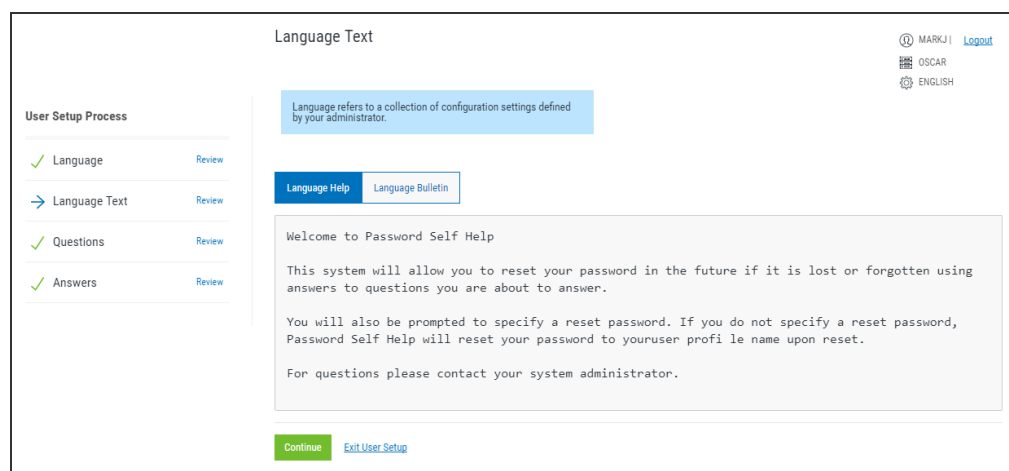 Language Text
MARKJ | Logout
OSCAR
ENGLISH
Language refers to a collection of configuration settings defined
by your administrator.
User Setup Process
Language Review
Language Text Review
Questions Review
Answers Review
Language Help Language Bulletin
Welcome to Password Self Help
This system will allow you to reset your password in the future if it is lost or forgotten using
answers to questions you are about to answer.
You will also be prompted to specify a reset password. If you do not specify a reset password,
Password Self Help will reset your password to youruser profi le name upon reset.
For questions please contact your system administrator.
Continue Exit User Setup